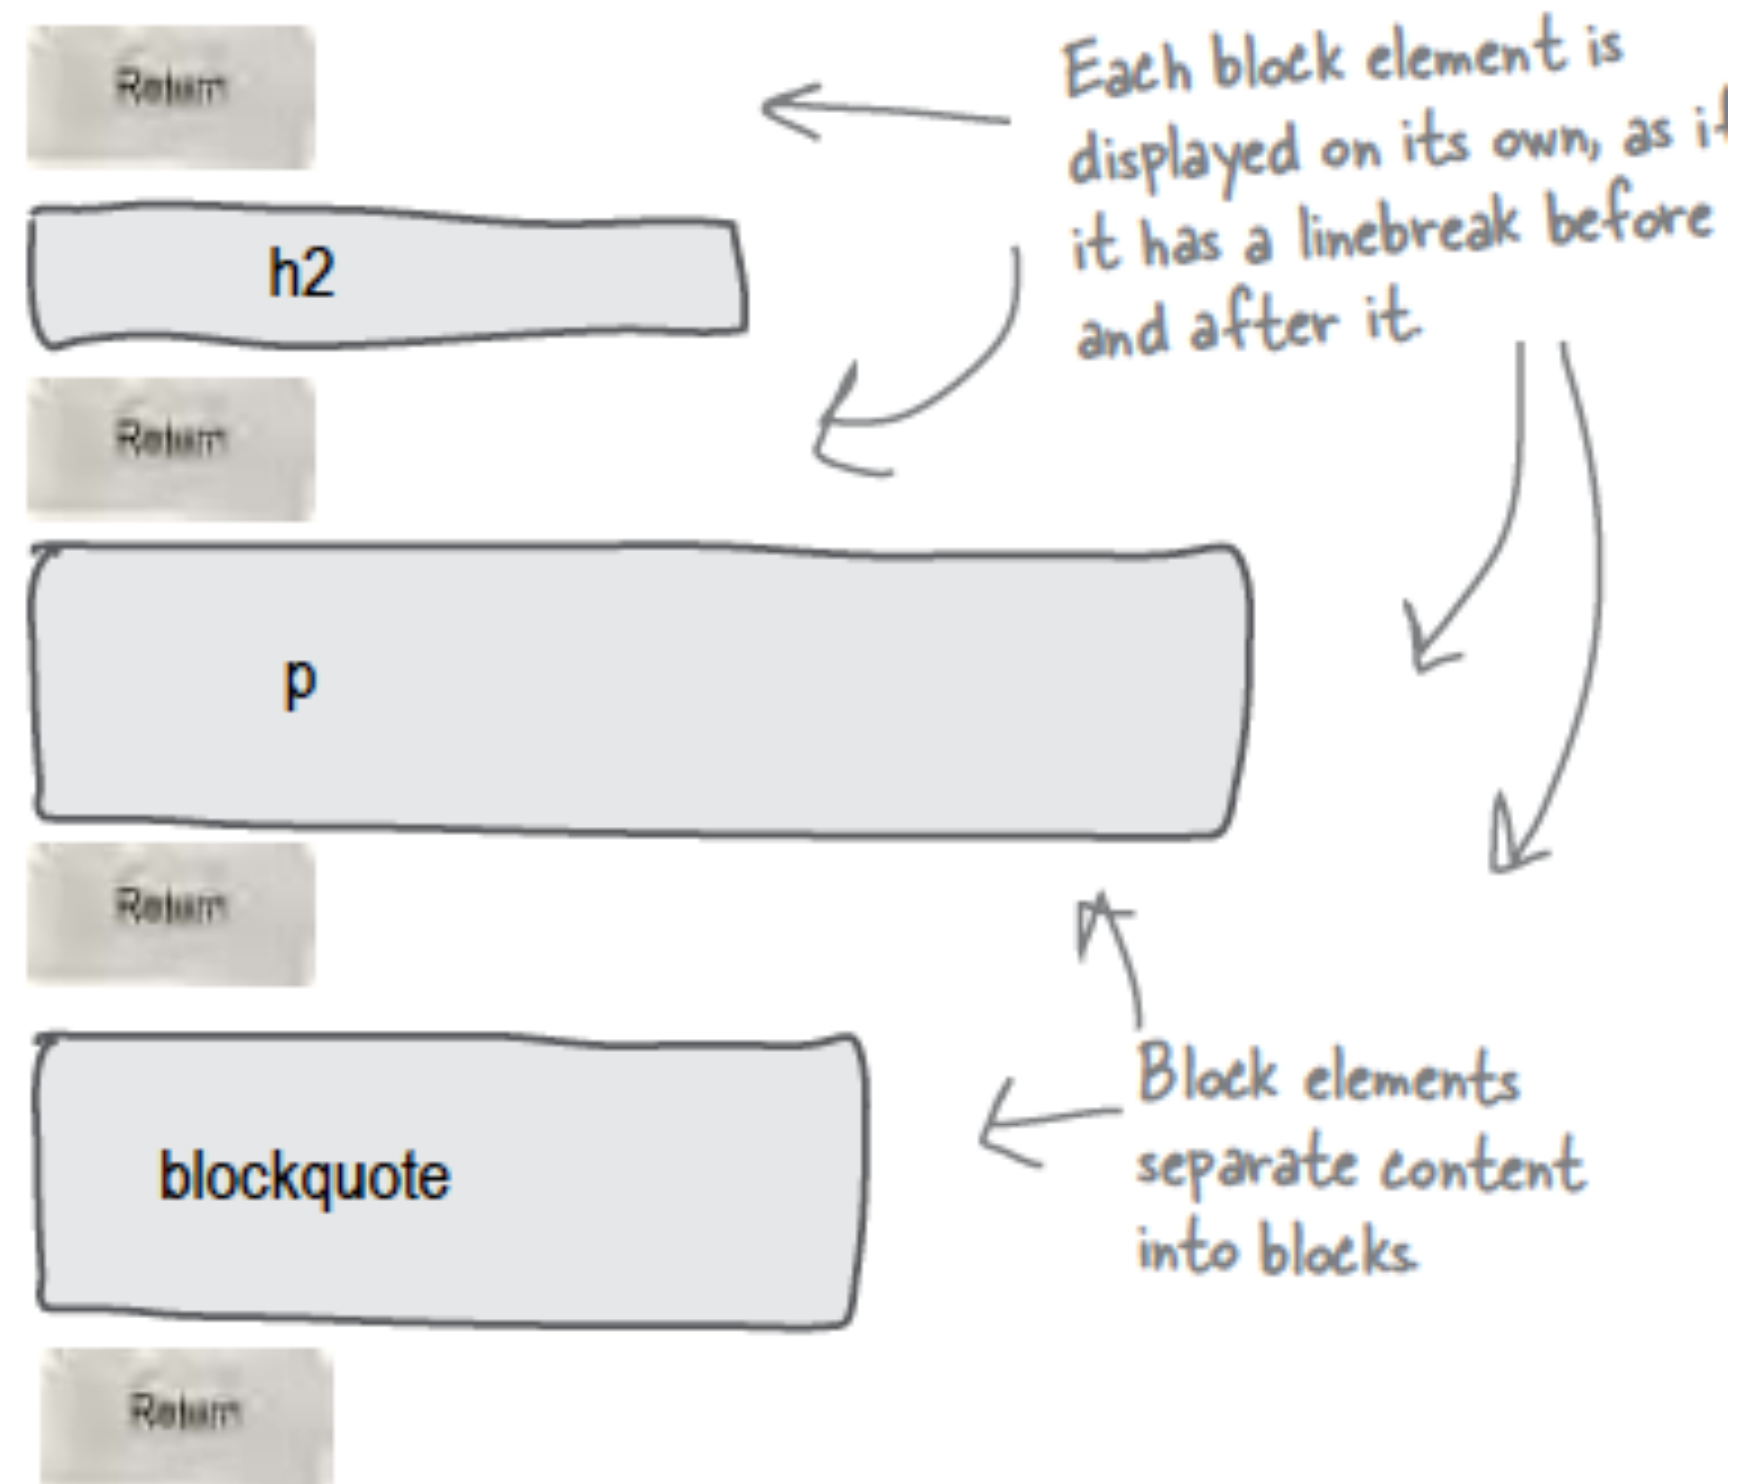 Return
Each block element is
displayed on its own, as if
it has a linebreak before
and after it.
h2
Return
p
Return
Block elements
separate content
into blocks.
blockquote
Return